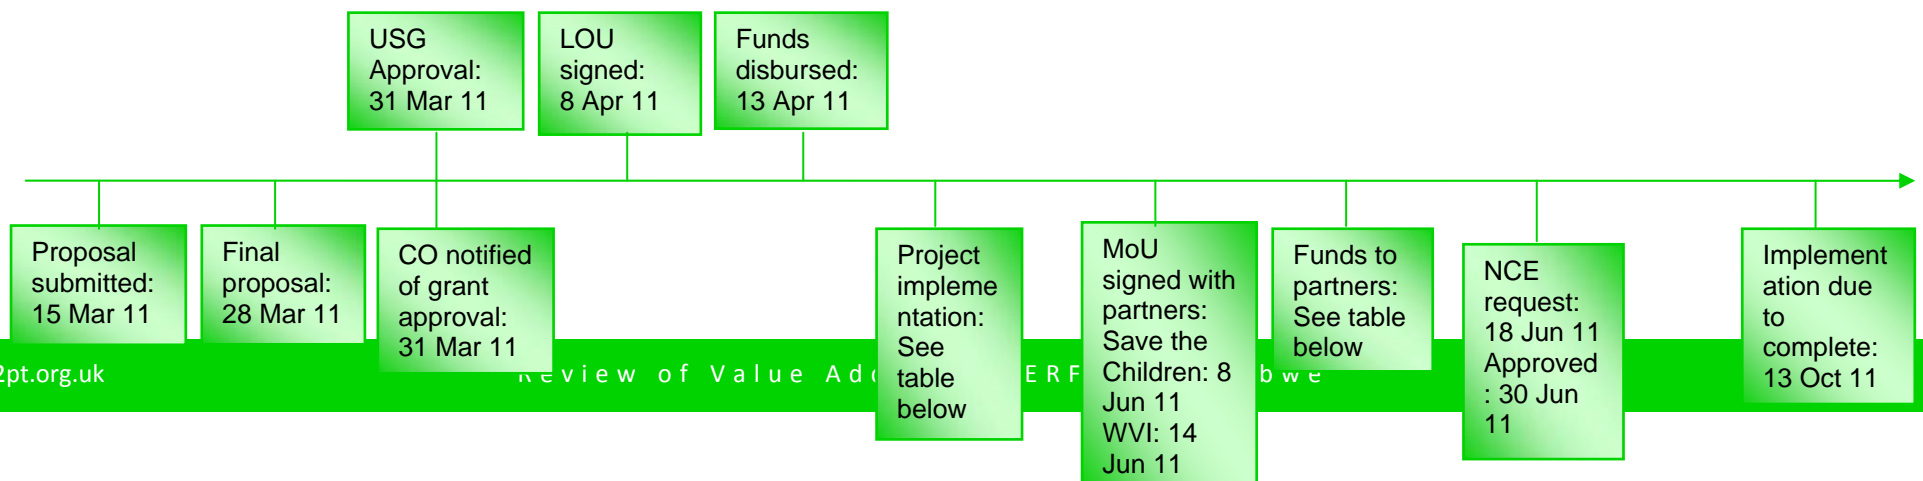 USG
Approval:
31 Mar 11
LOU
signed:
8 Apr 11
Funds
disbursed:
13 Apr 11
Proposal
submitted:
15 Mar 11
Final
proposal:
28 Mar 11
CO notified
of grant
approval:
31 Mar 11
Project
impleme
ntation:
See
table
below
MoU
signed with
partners:
Save the
Children: 8
Jun 11
WVI: 14
Jun 11
Funds to
partners:
See table
below
NCE
request:
18 Jun 11
Approved
: 30 Jun
11
Implement
ation due
to
complete:
13 Oct 11
2pt.org.uk
Review of Value Ad ERF bwe